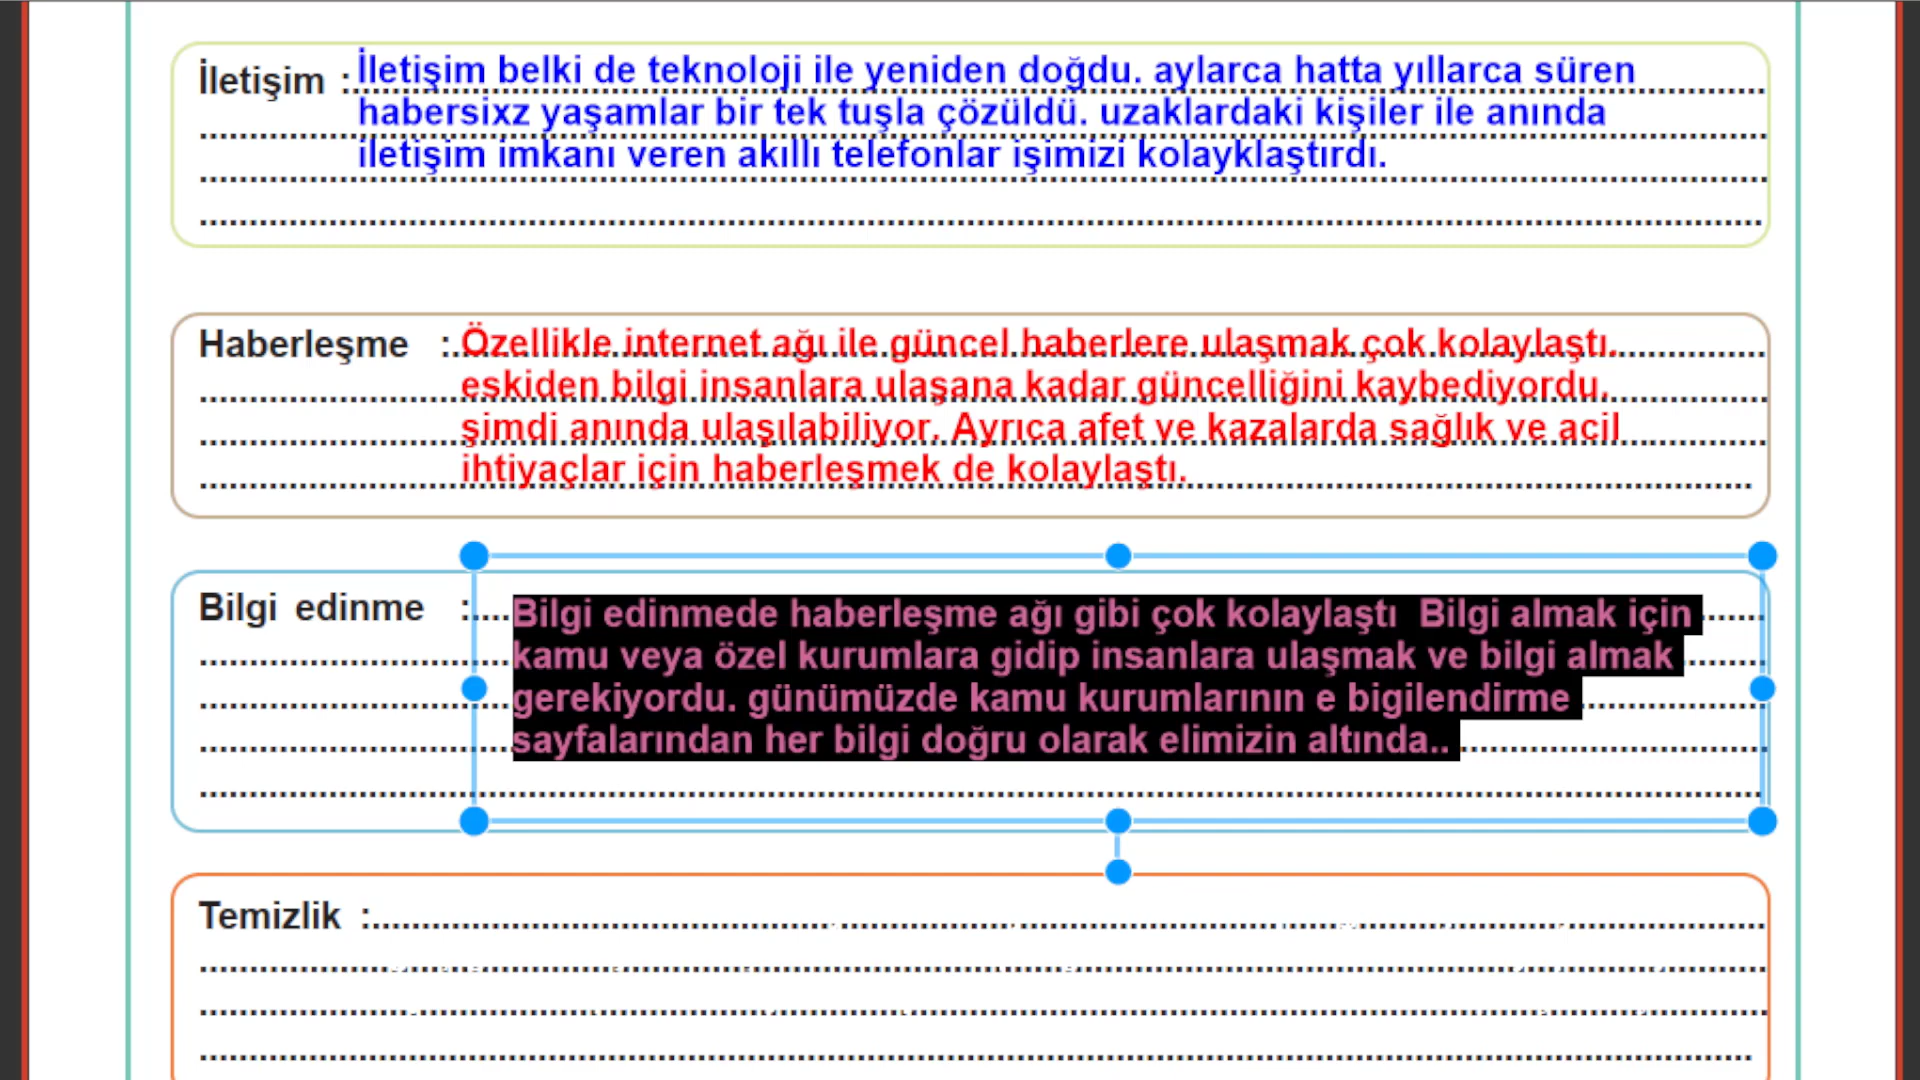 İletişim : İletişim belki de teknoloji ile yeniden doğdu. aylarca hatta yıllarca süren
habersixz yaşamlar bir tek tuşla çözüldü. uzaklardaki kişiler ile anında
iletişim imkanı veren akıllı telefonlar işimizi kolayklaştırdı.
Haberleşme : Özellikle internet ağı ile güncel haberlere ulaşmak çok kolaylaştı.
eskiden bilgi insanlara ulaşana kadar güncelliğini kaybediyordu.
şimdi anında ulaşılabiliyor. Ayrıca afet ve kazalarda sağlık ve acil
ihtiyaçlar için haberleşmek de kolaylaştı.
Bilgi edinme : Bilgi edinmede haberleşme ağı gibi çok kolaylaştı Bilgi almak için
kamu veya özel kurumlara gidip insanlara ulaşmak ve bilgi almak
gerekiyordu. günümüzde kamu kurumlarının e bigilendirme
sayfalarından her bilgi doğru olarak elimizin altında..
Temizlik :